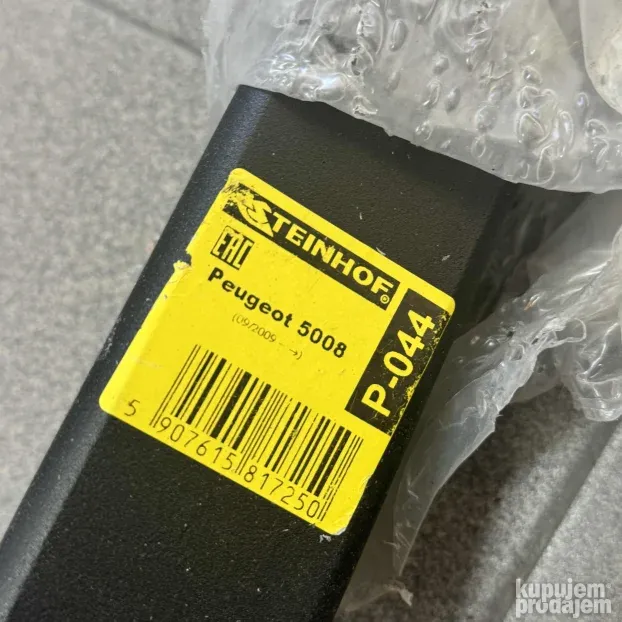 STEINHOF®
EAC
Peugeot 5008
(09/2009 - →)
P-044
5 907615 817250
kupujem
prodajem